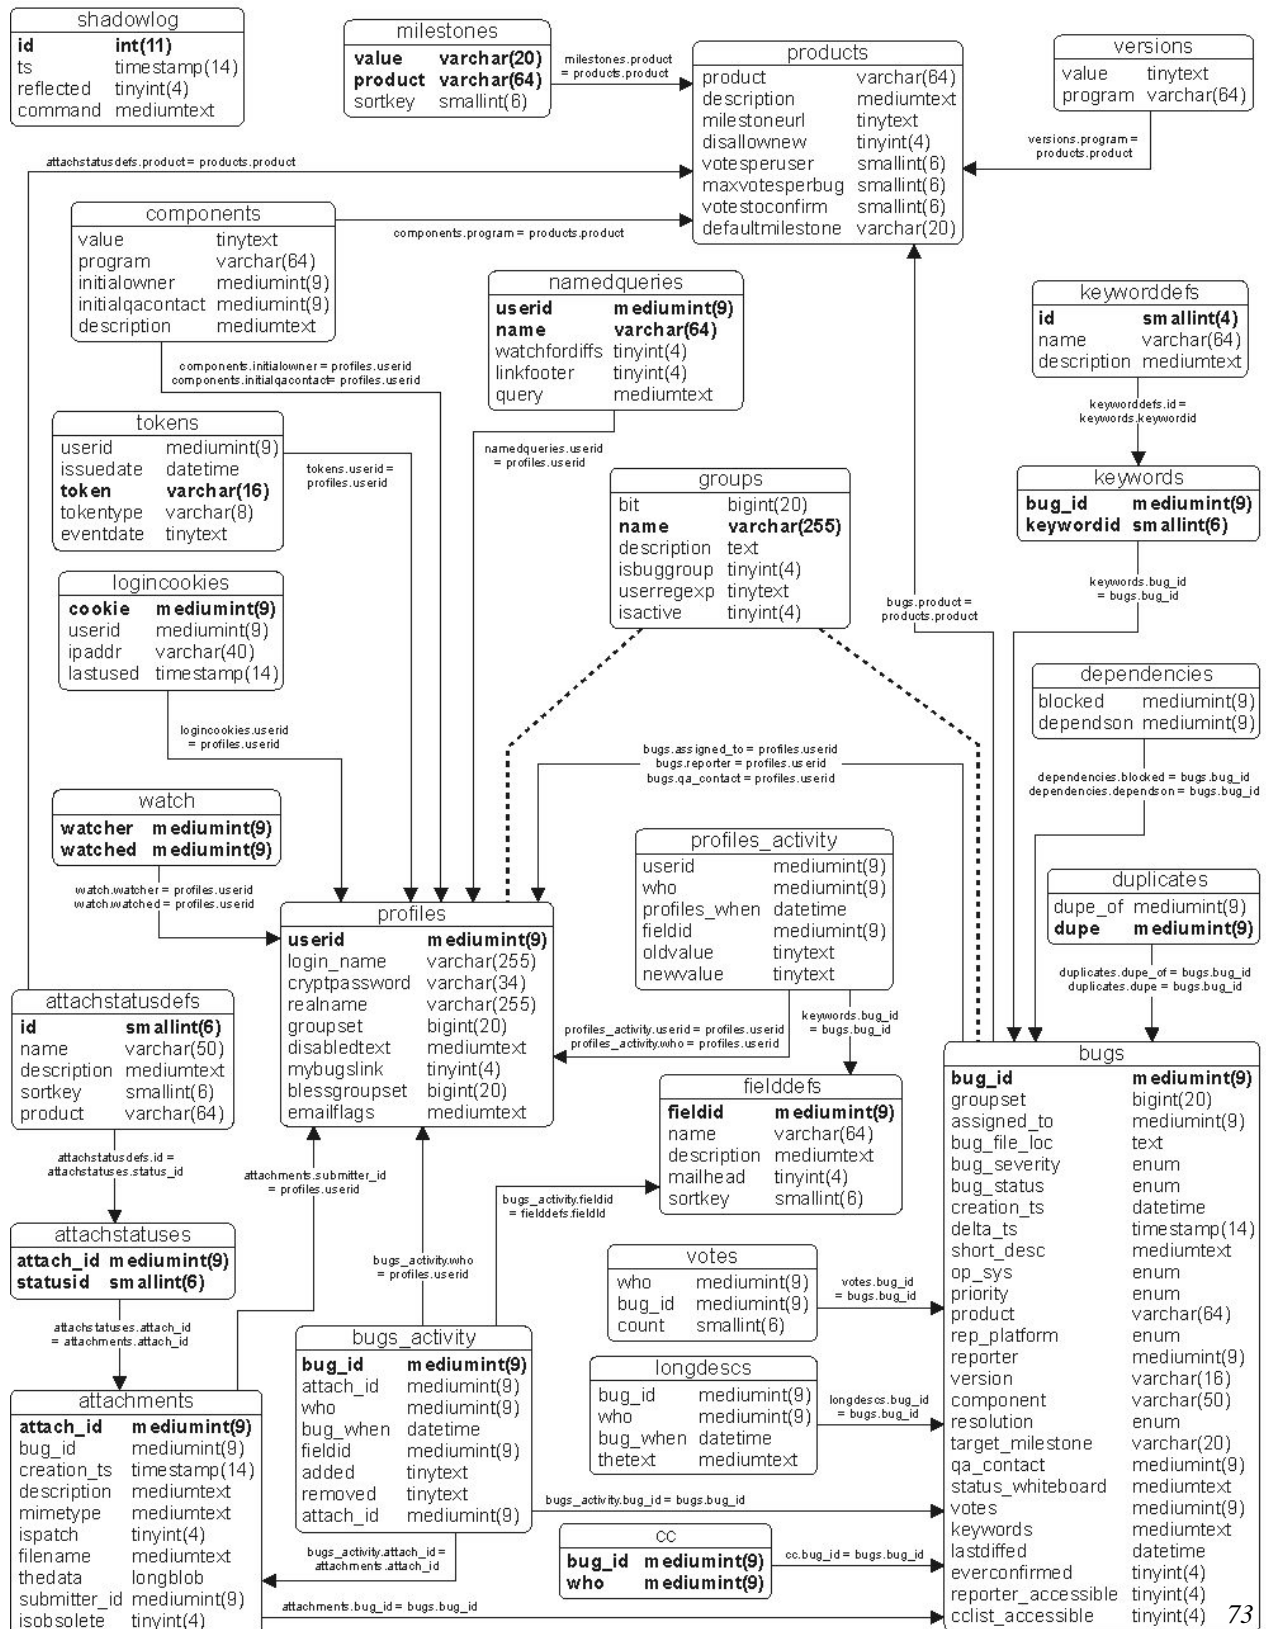 shadowlog
id int(11)
ts timestamp(14)
reflected tinyint(4)
command mediumtext
milestones
value varchar(20)
product varchar(64)
sortkey smallint(6)
milestones.product
= products.product
products
product varchar(64)
description mediumtext
milestoneurl tinytext
disallownew tinyint(4)
votesperuser smallint(6)
maxvotesperbug smallint(6)
votestoconfirm smallint(6)
defaultmilestone varchar(20)
versions
value tinytext
program varchar(64)
versions.program =
products.product
attachstatusdefs.product = products.product
components
value tinytext
program varchar(64)
initialowner mediumint(9)
initialqacontact mediumint(9)
description mediumtext
components.program = products.product
components.initialowner = profiles.userid
components.initialqacontact= profiles.userid
namedqueries
userid mediumint(9)
name varchar(64)
watchfordiffs tinyint(4)
linkfooter tinyint(4)
query mediumtext
namedqueries.userid
= profiles.userid
keyworddefs
id smallint(4)
name varchar(64)
description mediumtext
keyworddefs.id =
keywords.keywordid
tokens
userid mediumint(9)
issuedate datetime
token varchar(16)
tokentype varchar(8)
eventdate tinytext
tokens.userid =
profiles.userid
groups
bit bigint(20)
name varchar(255)
description text
isbuggroup tinyint(4)
userregexp tinytext
isactive tinyint(4)
keywords
bug_id mediumint(9)
keywordid smallint(6)
keywords.bug_id
= bugs.bug_id
bugs.product =
products.product
logincookies
cookie mediumint(9)
userid mediumint(9)
ipaddr varchar(40)
lastused timestamp(14)
logincookies.userid
= profiles.userid
dependencies
blocked mediumint(9)
dependson mediumint(9)
dependencies.blocked = bugs.bug_id
dependencies.dependson = bugs.bug_id
bugs.assigned_to = profiles.userid
bugs.reporter = profiles.userid
bugs.qa_contact = profiles.userid
watch
watcher mediumint(9)
watched mediumint(9)
watch.watcher = profiles.userid
watch.watched = profiles.userid
profiles_activity
userid mediumint(9)
who mediumint(9)
profiles_when datetime
fieldid mediumint(9)
oldvalue tinytext
newvalue tinytext
profiles_activity.userid = profiles.userid
profiles_activity.who = profiles.userid
keywords.bug_id
= bugs.bug_id
duplicates
dupe_of mediumint(9)
dupe mediumint(9)
duplicates.dupe_of = bugs.bug_id
duplicates.dupe = bugs.bug_id
profiles
userid mediumint(9)
login_name varchar(255)
cryptpassword varchar(34)
realname varchar(255)
groupset bigint(20)
disabledtext mediumtext
mybugslink tinyint(4)
blessgroupset bigint(20)
emailflags mediumtext
attachstatusdefs
id smallint(6)
name varchar(50)
description mediumtext
sortkey smallint(6)
product varchar(64)
attachstatusdefs.id =
attachstatuses.status_id
fielddefs
fieldid mediumint(9)
name varchar(64)
description mediumtext
mailhead tinyint(4)
sortkey smallint(6)
attachments.submitter_id
= profiles.userid
bugs_activity.fieldid
= fielddefs.fieldId
bugs_activity.who
= profiles.userid
attachstatuses
attach_id mediumint(9)
statusid smallint(6)
attachstatuses.attach_id
= attachments.attach_id
votes
who mediumint(9)
bug_id mediumint(9)
count smallint(6)
votes.bug_id
= bugs.bug_id
bugs_activity
bug_id mediumint(9)
attach_id mediumint(9)
who mediumint(9)
bug_when datetime
fieldid mediumint(9)
added tinytext
removed tinytext
attach_id mediumint(9)
bugs_activity.bug_id = bugs.bug_id
bugs_activity.attach_id =
attachments.attach_id
longdescs
bug_id mediumint(9)
who mediumint(9)
bug_when datetime
thetext mediumtext
longdescs.bug_id
= bugs.bug_id
cc
bug_id mediumint(9)
who mediumint(9)
cc.bug_id = bugs.bug_id
attachments
attach_id mediumint(9)
bug_id mediumint(9)
creation_ts timestamp(14)
description mediumtext
mimetype mediumtext
ispatch tinyint(4)
filename mediumtext
thedata longblob
submitter_id mediumint(9)
isobsolete tinyint(4)
attachments.bug_id = bugs.bug_id
bugs
bug_id mediumint(9)
groupset bigint(20)
assigned_to mediumint(9)
bug_file_loc text
bug_severity enum
bug_status enum
creation_ts datetime
delta_ts timestamp(14)
short_desc mediumtext
op_sys enum
priority enum
product varchar(64)
rep_platform enum
reporter mediumint(9)
version varchar(16)
component varchar(50)
resolution enum
target_milestone varchar(20)
qa_contact mediumint(9)
status_whiteboard mediumtext
votes mediumint(9)
keywords mediumtext
lastdiffed datetime
everconfirmed tinyint(4)
reporter_accessible tinyint(4)
cclist_accessible tinyint(4)
73